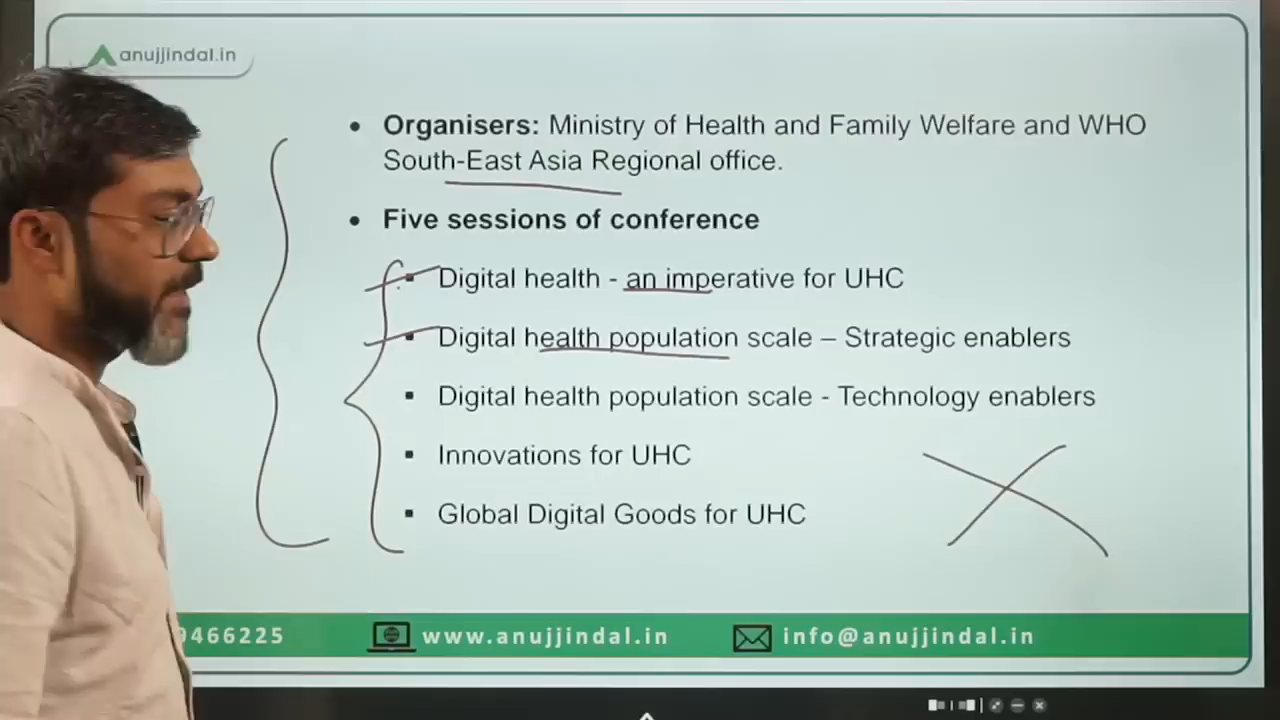 anujjindal.in
• Organisers: Ministry of Health and Family Welfare and WHO
South-East Asia Regional office.
• Five sessions of conference
▪ Digital health - an imperative for UHC
▪ Digital health population scale – Strategic enablers
▪ Digital health population scale - Technology enablers
▪ Innovations for UHC
▪ Global Digital Goods for UHC
9466225 www.anujjindal.in info@anujjindal.in